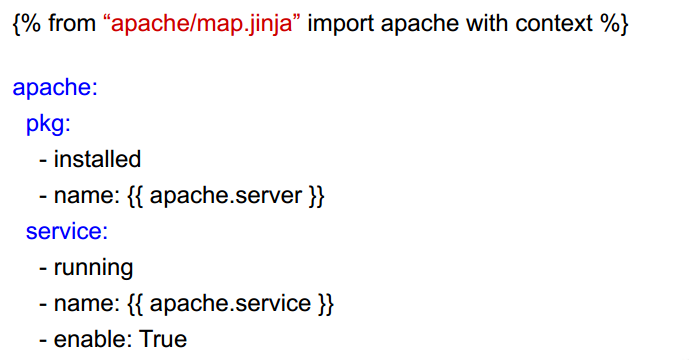 {% from “apache/map.jinja” import apache with context %}
apache:
pkg:
- installed
- name: {{ apache.server }}
service:
- running
- name: {{ apache.service }}
- enable: True